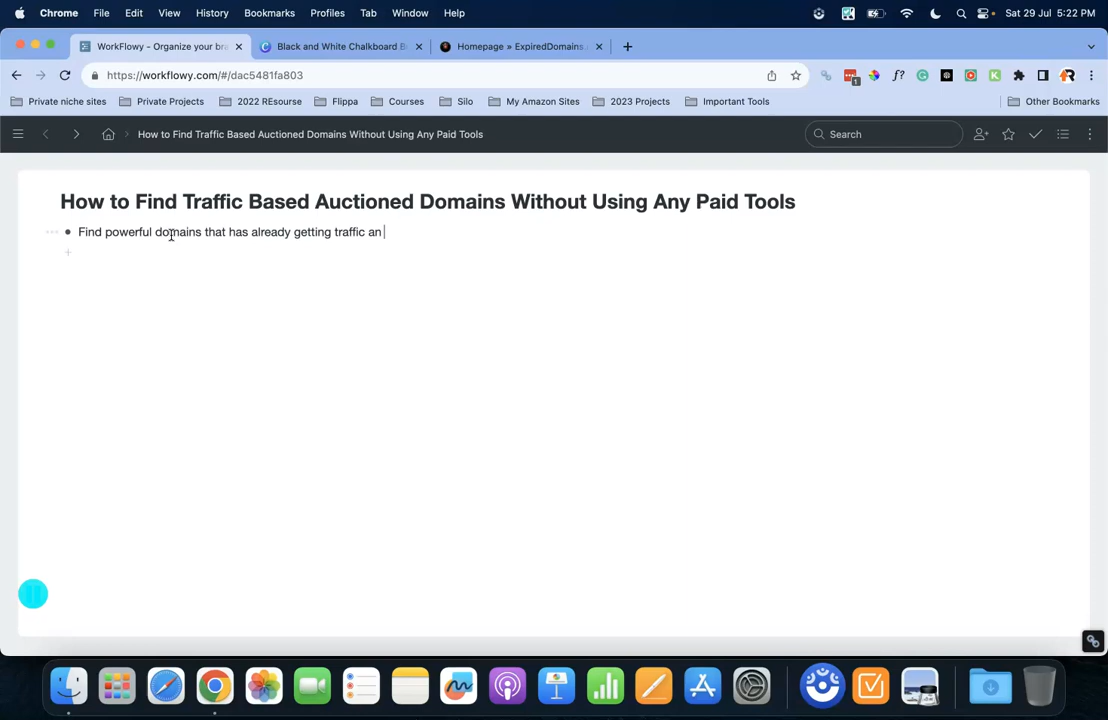 Chrome File Edit View History Bookmarks Profiles Tab Window Help Sat 29 Jul 5:22 PM
WorkFlowy - Organize your bra Black and White Chalkboard B Homepage » ExpiredDomains.
https://workflowy.com/#/dac5481fa803 1 f?
Private niche sites Private Projects 2022 REsourse Flippa Courses Silo My Amazon Sites 2023 Projects Important Tools Other Bookmarks
How to Find Traffic Based Auctioned Domains Without Using Any Paid Tools Search
How to Find Traffic Based Auctioned Domains Without Using Any Paid Tools
Find powerful domains that has already getting traffic an